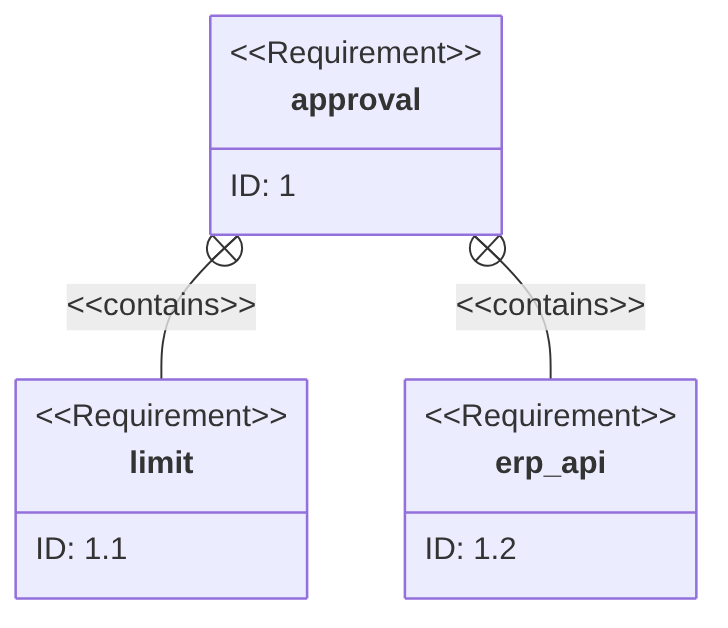 <<Requirement>>
approval
ID: 1
<<contains>>
<<contains>>
<<Requirement>>
limit
ID: 1.1
<<Requirement>>
erp_api
ID: 1.2